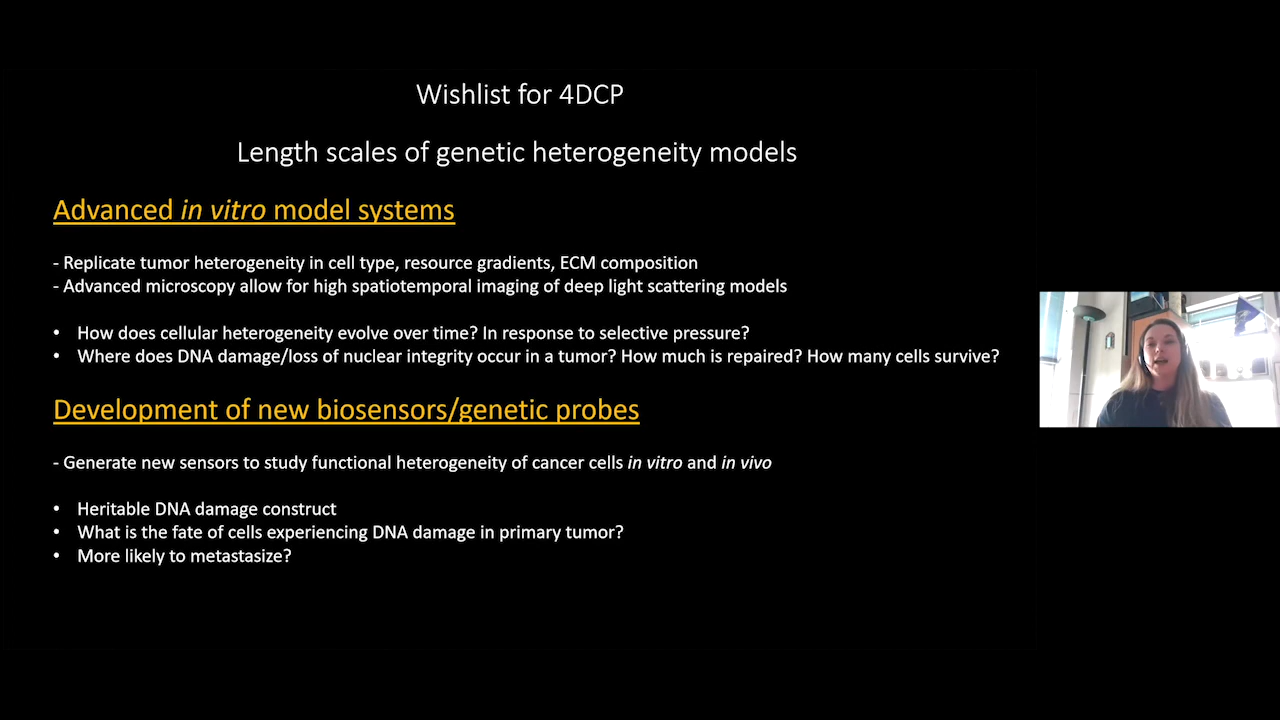 Wishlist for 4DCP
Length scales of genetic heterogeneity models
Advanced in vitro model systems
- Replicate tumor heterogeneity in cell type, resource gradients, ECM composition
- Advanced microscopy allow for high spatiotemporal imaging of deep light scattering models
• How does cellular heterogeneity evolve over time? In response to selective pressure?
• Where does DNA damage/loss of nuclear integrity occur in a tumor? How much is repaired? How many cells survive?
Development of new biosensors/genetic probes
- Generate new sensors to study functional heterogeneity of cancer cells in vitro and in vivo
• Heritable DNA damage construct
• What is the fate of cells experiencing DNA damage in primary tumor?
• More likely to metastasize?